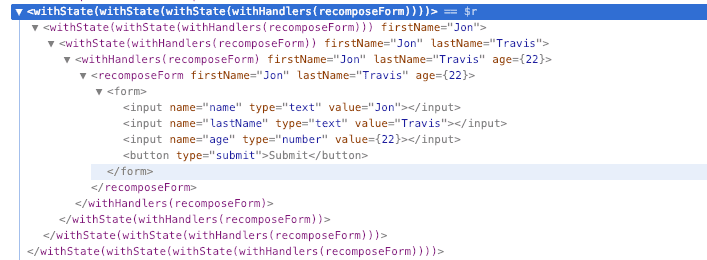 ▼ <withState(withState(withState(withHandlers(recomposeForm))))> == $r
▼ <withState(withState(withHandlers(recomposeForm))) firstName="Jon">
▼ <withState(withHandlers(recomposeForm)) firstName="Jon" lastName="Travis">
▼ <withHandlers(recomposeForm) firstName="Jon" lastName="Travis" age={22}>
▼ <recomposeForm firstName="Jon" lastName="Travis" age={22}>
▼ <form>
<input name="name" type="text" value="Jon"></input>
<input name="lastName" type="text" value="Travis"></input>
<input name="age" type="number" value={22}></input>
<button type="submit">Submit</button>
</form>
</recomposeForm>
</withHandlers(recomposeForm)>
</withState(withHandlers(recomposeForm))>
</withState(withState(withHandlers(recomposeForm)))>
</withState(withState(withState(withHandlers(recomposeForm))))>